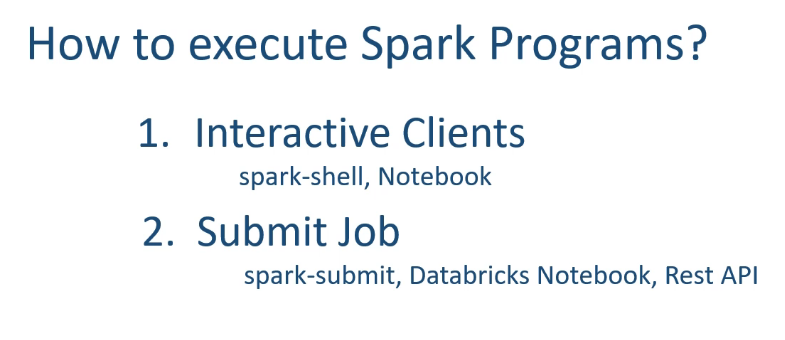 How to execute Spark Programs?
1. Interactive Clients
spark-shell, Notebook
2. Submit Job
spark-submit, Databricks Notebook, Rest API